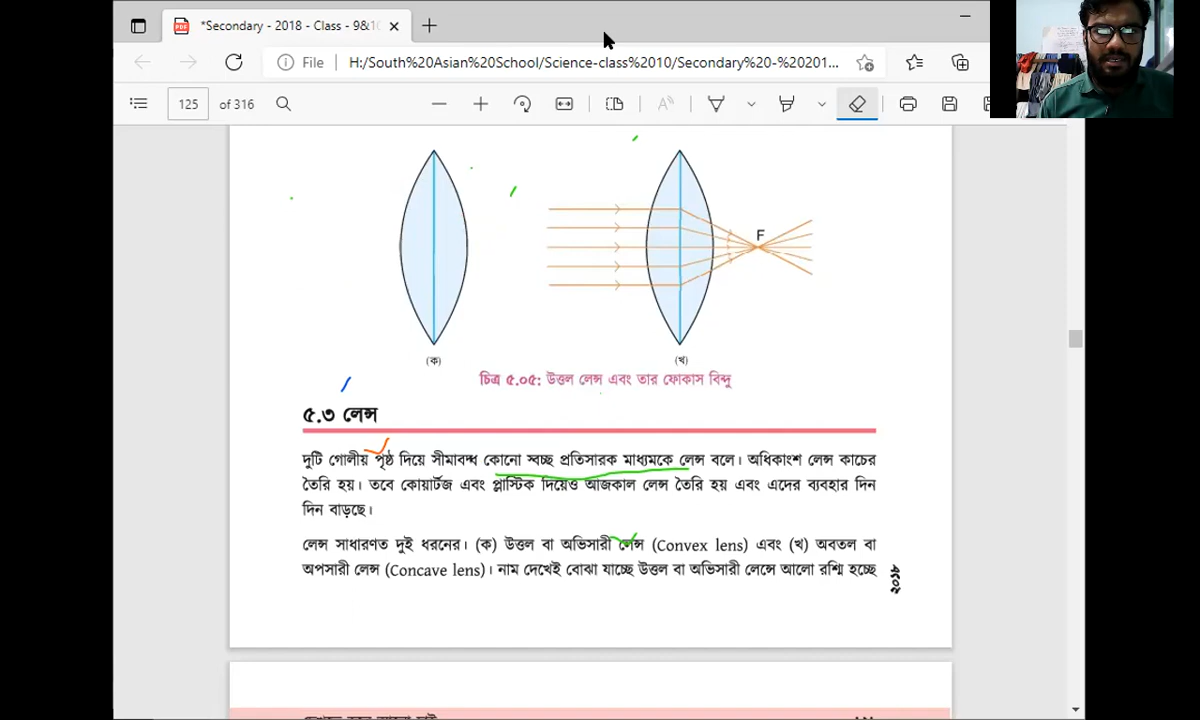 *Secondary - 2018 - Class - 9&10
File H:/South%20Asian%20School/Science-class%2010/Secondary%20-%20201...
125 of 316
F
(ক) (খ)
চিত্র ৫.০৫: উত্তল লেন্স এবং তার ফোকাস বিন্দু
৫.৩ লেন্স
দুটি গোলীয় পৃষ্ঠ দিয়ে সীমাবদ্ধ কোনো স্বচ্ছ প্রতিসারক মাধ্যমকে লেন্স বলে। অধিকাংশ লেন্স কাচের
তৈরি হয়। তবে কোয়ার্টজ এবং প্লাস্টিক দিয়েও আজকাল লেন্স তৈরি হয় এবং এদের ব্যবহার দিন
দিন বাড়ছে।
লেন্স সাধারণত দুই ধরনের। (ক) উত্তল বা অভিসারী লেন্স (Convex lens) এবং (খ) অবতল বা
অপসারী লেন্স (Concave lens)। নাম দেখেই বোঝা যাচ্ছে উত্তল বা অভিসারী লেন্সে আলো রশ্মি হচ্ছে
২০১৮